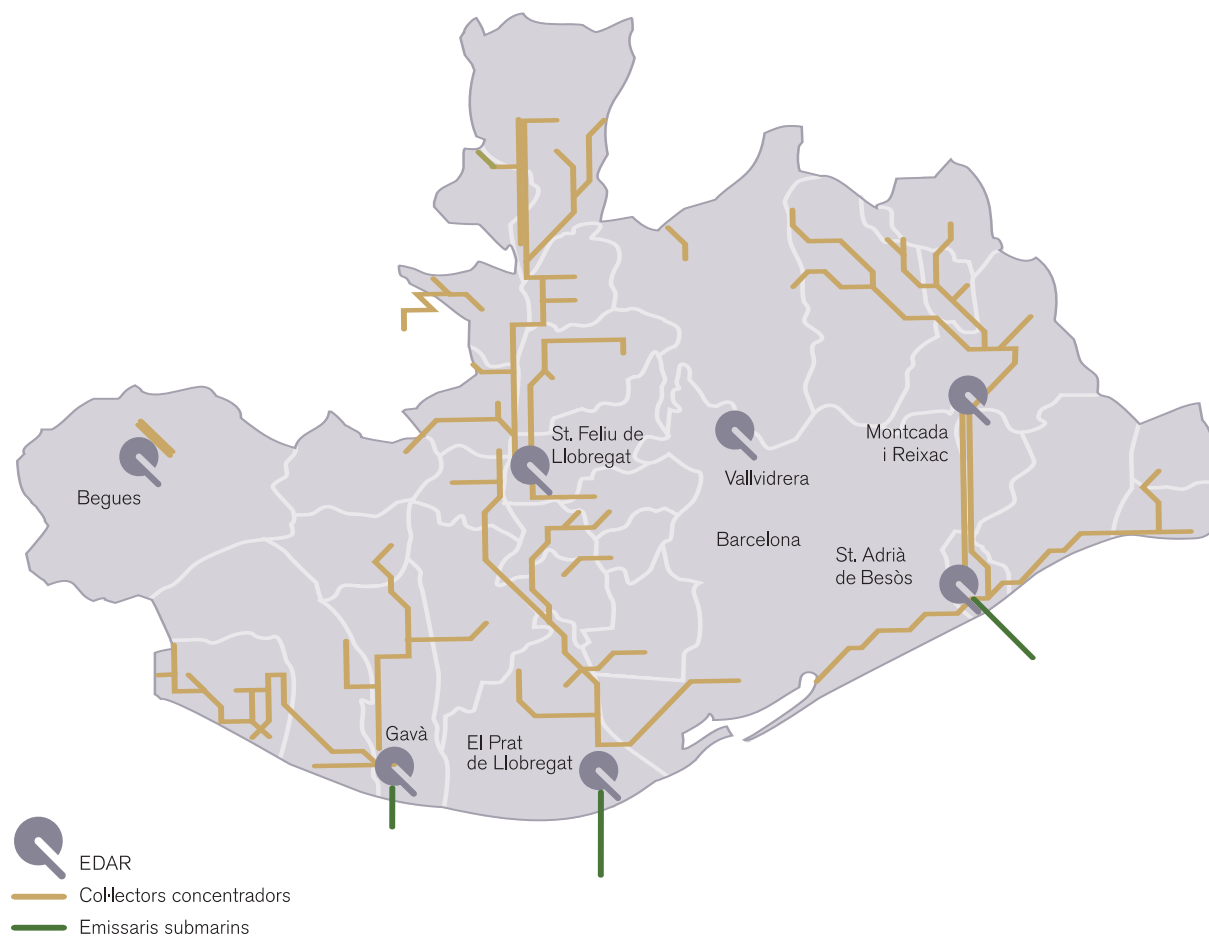 St. Feliu de
Llobregat
Montcada
i Reixac
Begues
Vallvidrera
Barcelona
St. Adrià
de Besòs
Gavà
El Prat
de Llobregat
EDAR
Col·lectors concentradors
Emissaris submarins